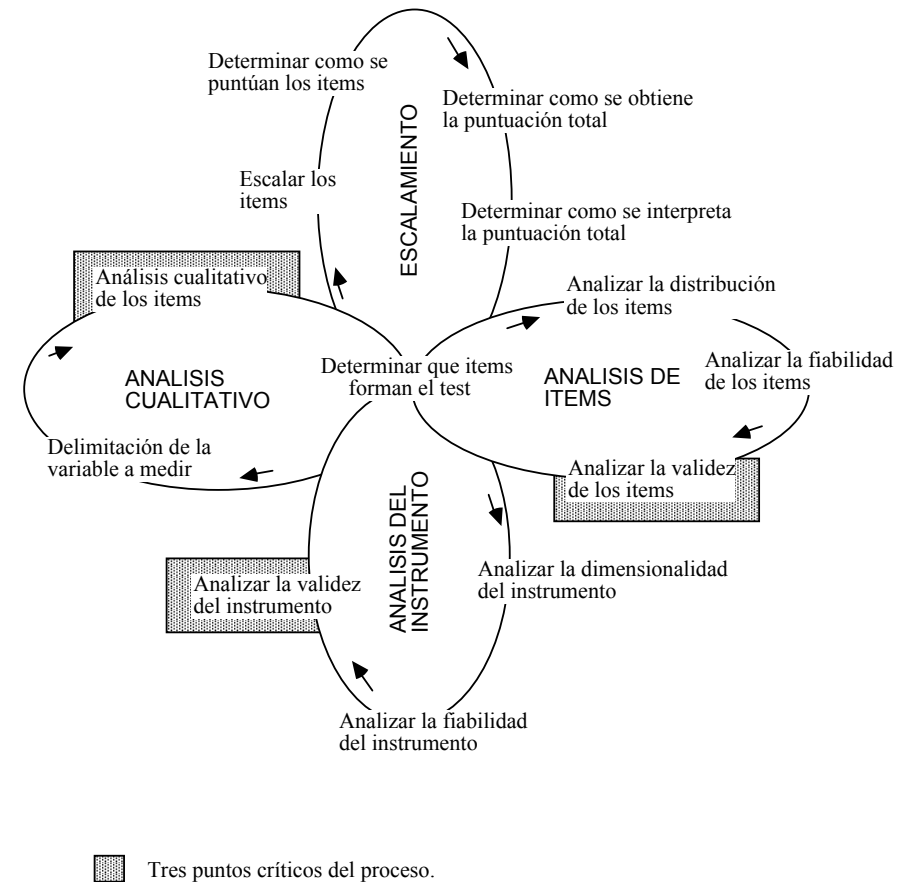 Determinar como se
puntúan los items
Determinar como se obtiene
la puntuación total
ESCALAMIENTO
Escalar los
items
Determinar como se interpreta
la puntuación total
Análisis cualitativo
de los items
Analizar la distribución
de los items
Determinar que items
forman el test
ANALISIS
CUALITATIVO
ANALISIS DE
ITEMS
Analizar la fiabilidad
de los items
Delimitación de la
variable a medir
Analizar la validez
de los items
ANALISIS DEL
INSTRUMENTO
Analizar la validez
del instrumento
Analizar la dimensionalidad
del instrumento
Analizar la fiabilidad
del instrumento
Tres puntos críticos del proceso.